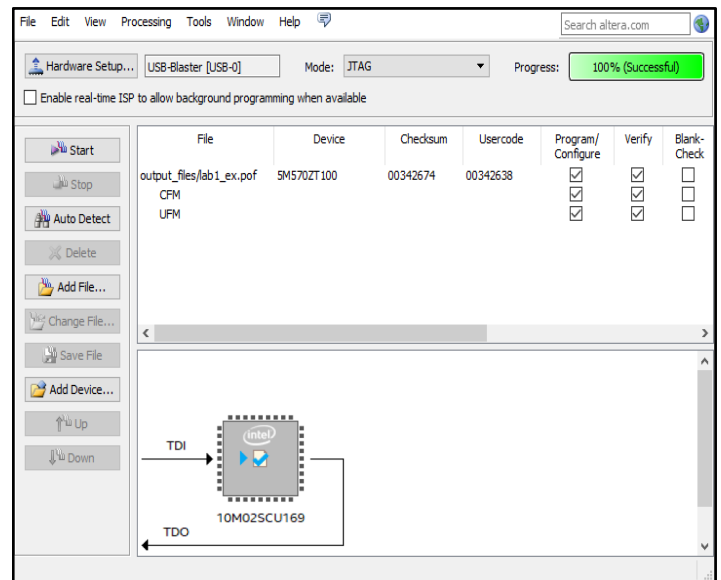 File Edit View Processing Tools Window Help Search altera.com
Hardware Setup... USB-Blaster [USB-0] Mode: JTAG Progress: 100% (Successful)
Enable real-time ISP to allow background programming when available
Start
Stop
Auto Detect
Delete
Add File...
Change File...
Save File
Add Device...
Up
Down
File Device Checksum Usercode Program/ Verify Blank-
Configure Check
output_files/lab1_ex.pof 5M570ZT100 00342674 00342638
CFM
UFM
intel
TDI
10M02SCU169
TDO